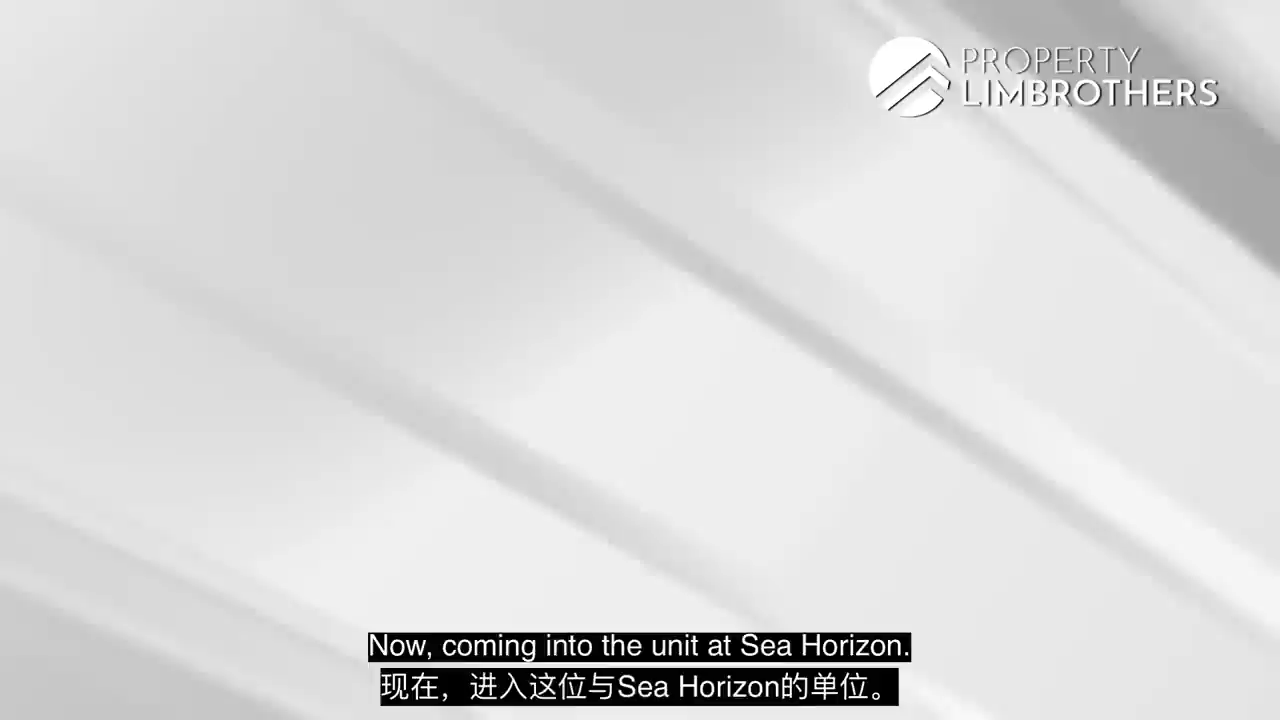 PROPERTY
LIMBROTHERS
Now, coming into the unit at Sea Horizon.
现在，进入这位与Sea Horizon的单位。